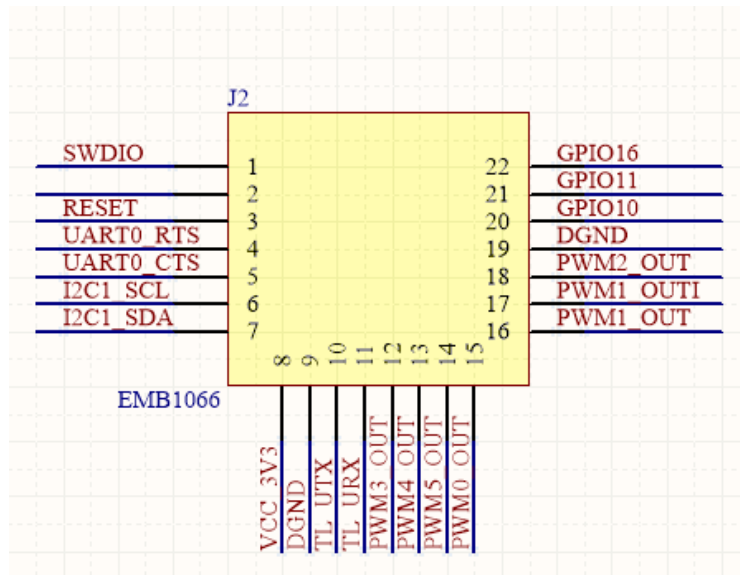 J2
SWDIO 1
2
RESET 3
UART0_RTS 4
UART0_CTS 5
I2C1_SCL 6
I2C1_SDA 7
22 GPIO16
21 GPIO11
20 GPIO10
19 DGND
18 PWM2_OUT
17 PWM1_OUTI
16 PWM1_OUT
8 VCC_3V3
9 DGND
10 TL_UTX
11 TL_URX
12 PWM3_OUT
13 PWM4_OUT
14 PWM5_OUT
15 PWM0_OUT
EMB1066